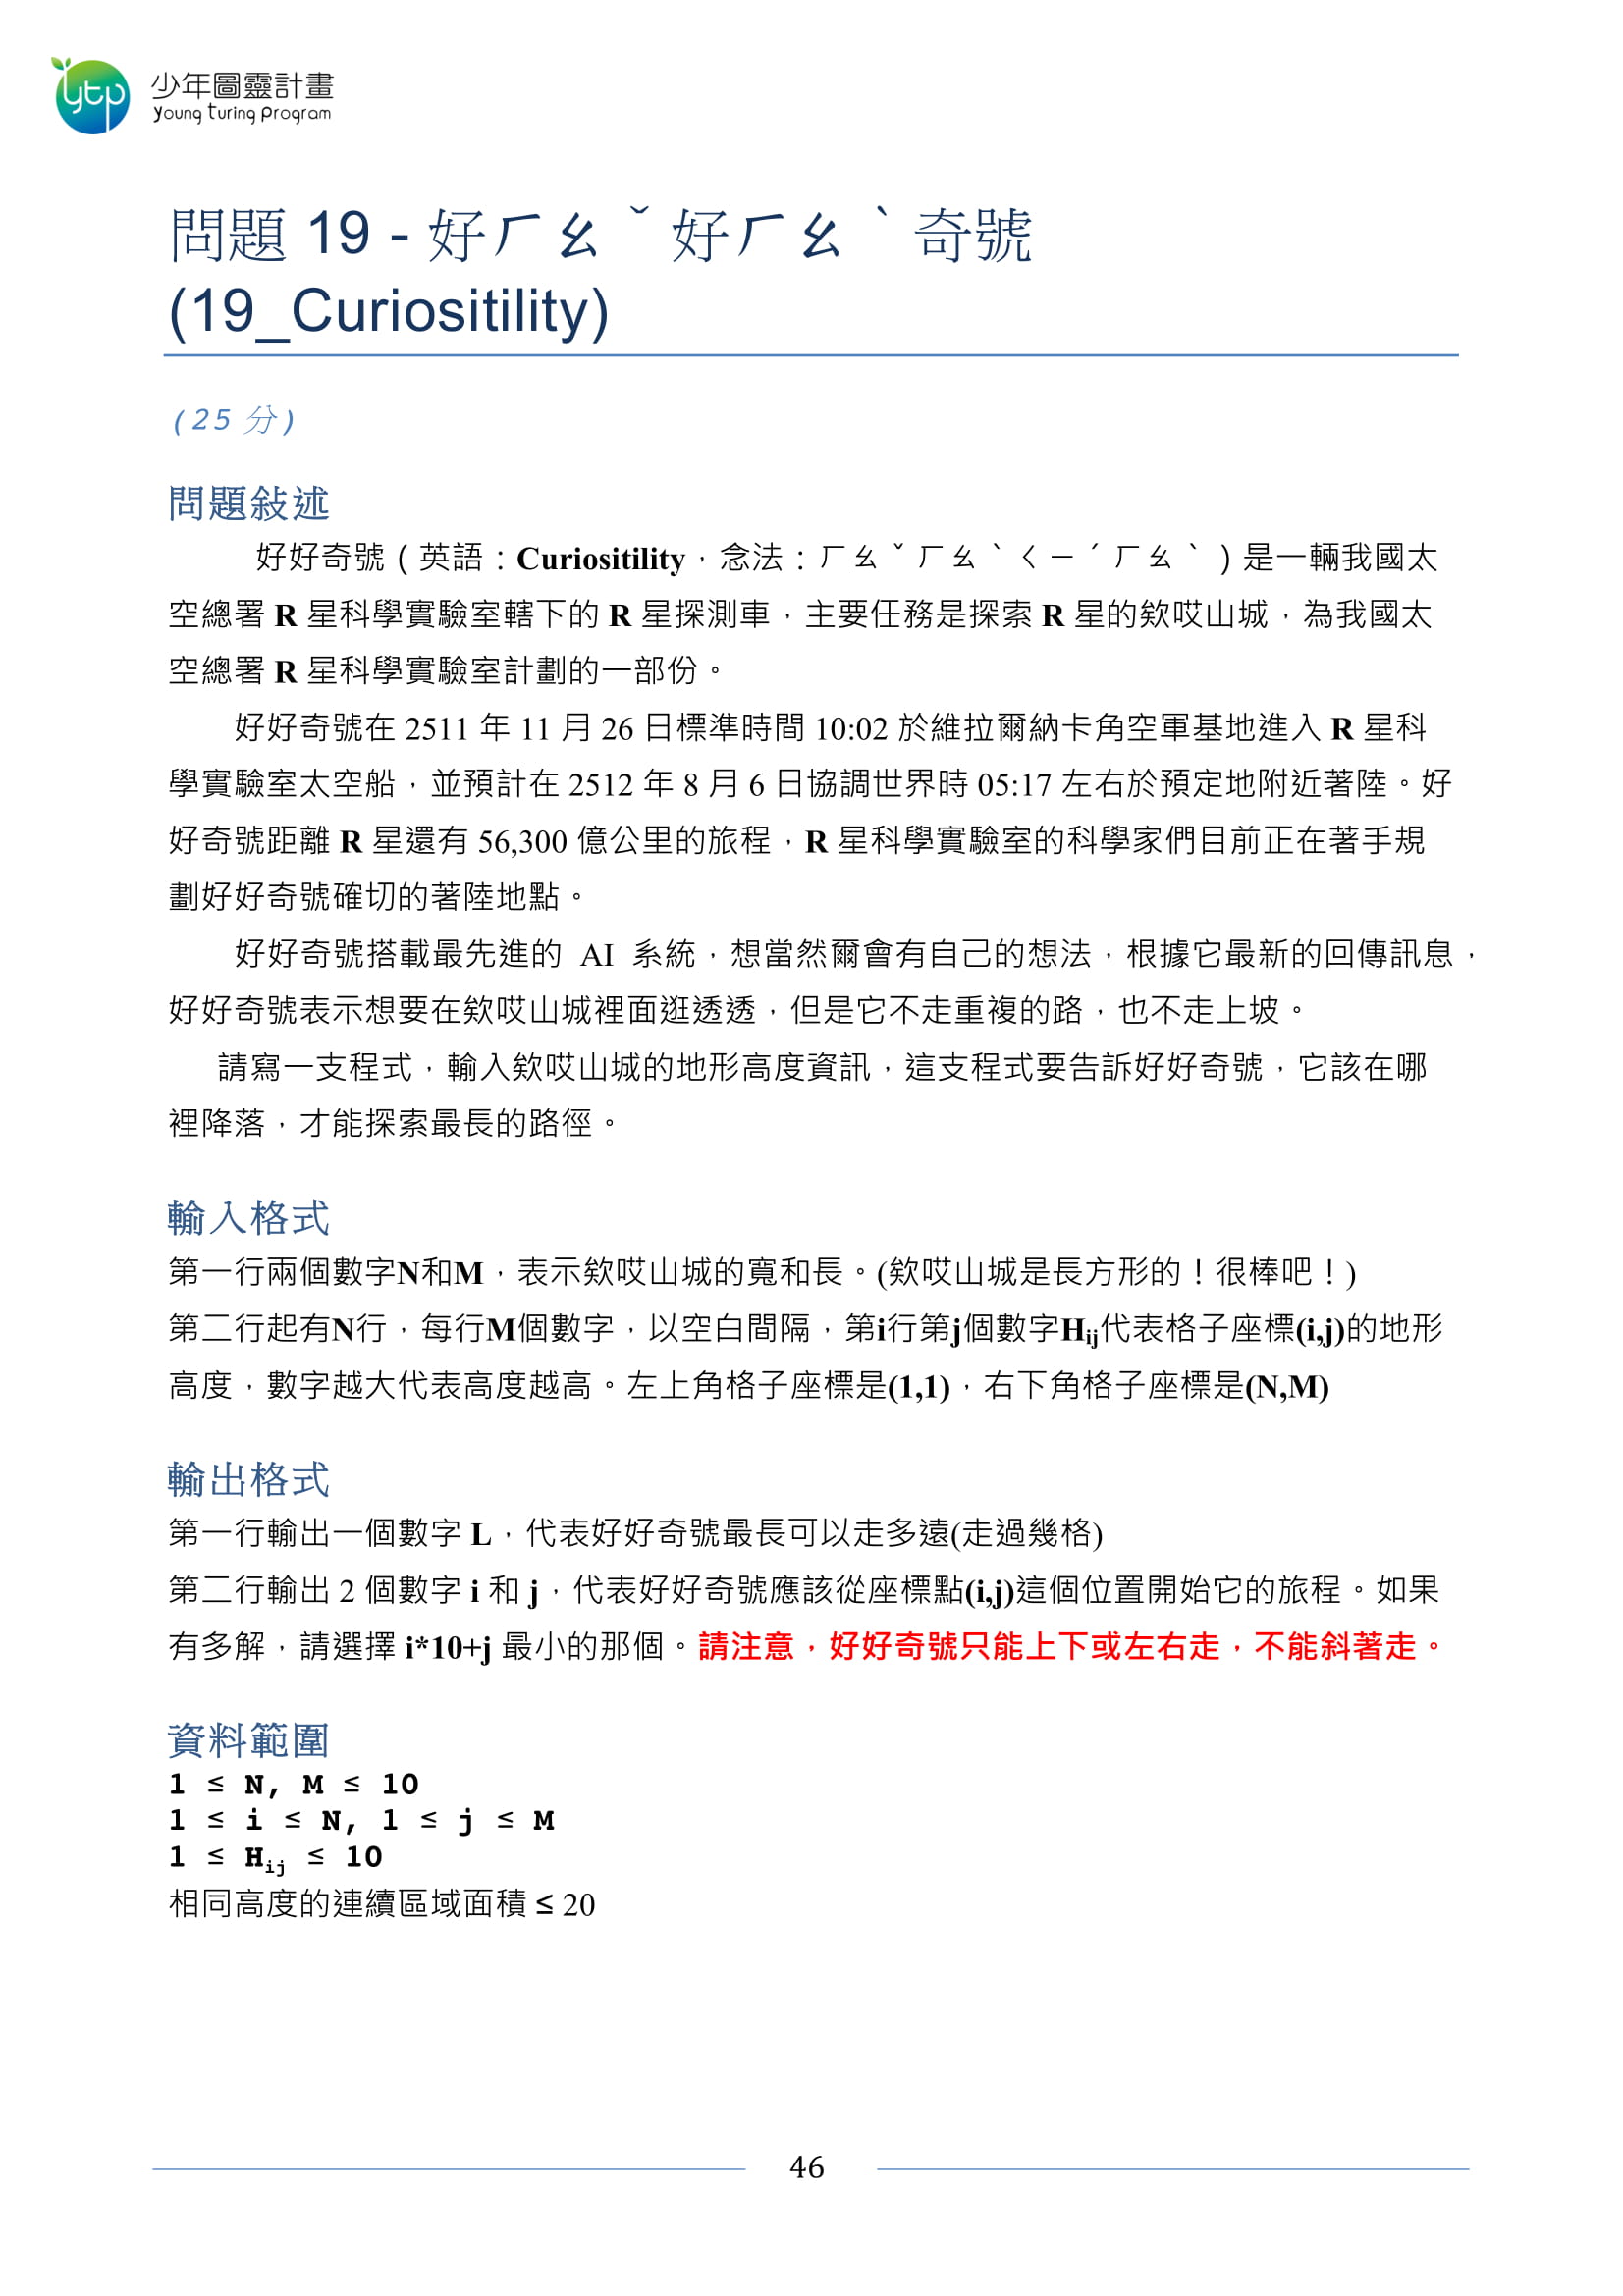 ytp 少年圖靈計畫
Young Turing Program
問題 19 - 好ㄏㄠˇ好ㄏㄠˋ奇號
(19_Curiositility)
(25 分)
問題敍述
好好奇號（英語：Curiositility，念法：ㄏㄠˇㄏㄠˋㄑㄧˊㄏㄠˋ）是一輛我國太
空總署 R 星科學實驗室轄下的 R 星探測車，主要任務是探索 R 星的欸哎山城，為我國太
空總署 R 星科學實驗室計劃的一部份。
好好奇號在 2511 年 11 月 26 日標準時間 10:02 於維拉爾納卡角空軍基地進入 R 星科
學實驗室太空船，並預計在 2512 年 8 月 6 日協調世界時 05:17 左右於預定地附近著陸。好
好奇號距離 R 星還有 56,300 億公里的旅程，R 星科學實驗室的科學家們目前正在著手規
劃好好奇號確切的著陸地點。
好好奇號搭載最先進的 AI 系統，想當然爾會有自己的想法，根據它最新的回傳訊息，
好好奇號表示想要在欸哎山城裡面逛透透，但是它不走重複的路，也不走上坡。
請寫一支程式，輸入欸哎山城的地形高度資訊，這支程式要告訴好好奇號，它該在哪
裡降落，才能探索最長的路徑。
輸入格式
第一行兩個數字N和M，表示欸哎山城的寬和長。(欸哎山城是長方形的！很棒吧！)
第二行起有N行，每行M個數字，以空白間隔，第i行第j個數字Hij代表格子座標(i,j)的地形
高度，數字越大代表高度越高。左上角格子座標是(1,1)，右下角格子座標是(N,M)
輸出格式
第一行輸出一個數字 L，代表好好奇號最長可以走多遠(走過幾格)
第二行輸出 2 個數字 i 和 j，代表好好奇號應該從座標點(i,j)這個位置開始它的旅程。如果
有多解，請選擇 i*10+j 最小的那個。請注意，好好奇號只能上下或左右走，不能斜著走。
資料範圍
1 ≤ N, M ≤ 10
1 ≤ i ≤ N, 1 ≤ j ≤ M
1 ≤ Hij ≤ 10
相同高度的連續區域面積 ≤ 20
46